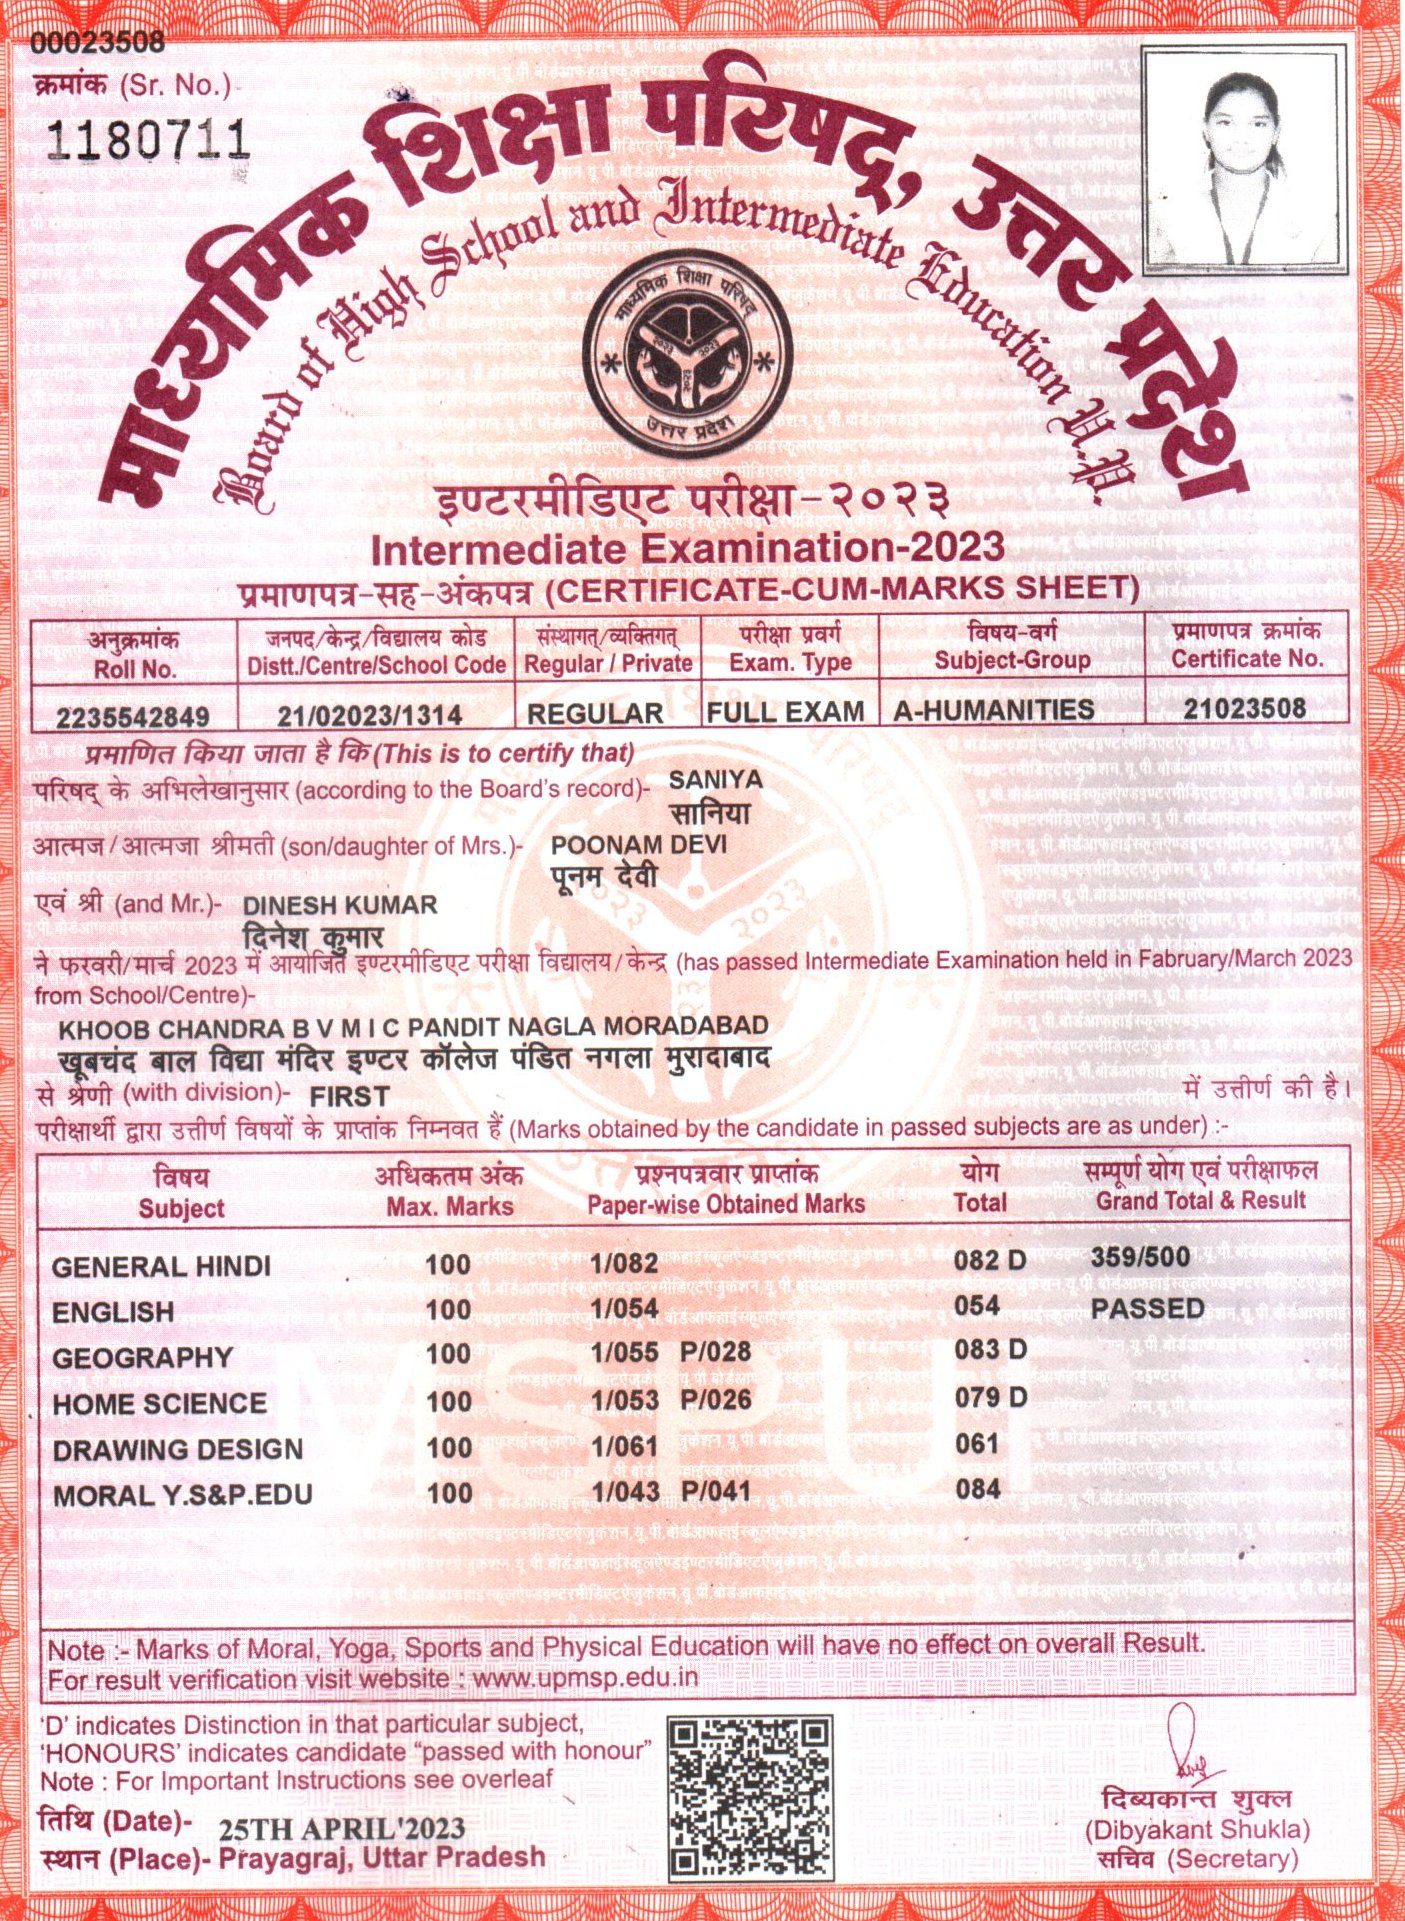 00023508
क्रमांक (Sr. No.)
1180711
माध्यमिक शिक्षा परिषद्, उत्तर प्रदेश
Board of High School and Intermediate Education U.P.
माध्यमिक शिक्षा परिषद्
२०२३ २०२३
२०२३
उत्तर प्रदेश
इण्टरमीडिएट परीक्षा-२०२३
Intermediate Examination-2023
प्रमाणपत्र-सह-अंकपत्र (CERTIFICATE-CUM-MARKS SHEET)
अनुक्रमांक जनपद/केन्द्र/विद्यालय कोड संस्थागत्/व्यक्तिगत् परीक्षा प्रवर्ग विषय-वर्ग प्रमाणपत्र क्रमांक
Roll No. Distt./Centre/School Code Regular / Private Exam. Type Subject-Group Certificate No.
2235542849 21/02023/1314 REGULAR FULL EXAM A-HUMANITIES 21023508
प्रमाणित किया जाता है कि (This is to certify that)
परिषद् के अभिलेखानुसार (according to the Board's record)- SANIYA
सानिया
आत्मज/आत्मजा श्रीमती (son/daughter of Mrs.)- POONAM DEVI
पूनम देवी
एवं श्री (and Mr.)- DINESH KUMAR
दिनेश कुमार
ने फरवरी/मार्च 2023 में आयोजित इण्टरमीडिएट परीक्षा विद्यालय/केन्द्र (has passed Intermediate Examination held in Fabruary/March 2023
from School/Centre)-
KHOOB CHANDRA B V M I C PANDIT NAGLA MORADABAD
खूबचंद बाल विद्या मंदिर इण्टर कॉलेज पंडित नगला मुरादाबाद
से श्रेणी (with division)- FIRST में उत्तीर्ण की है।
परीक्षार्थी द्वारा उत्तीर्ण विषयों के प्राप्तांक निम्नवत हैं (Marks obtained by the candidate in passed subjects are as under) :-
विषय अधिकतम अंक प्रश्नपत्रवार प्राप्तांक योग सम्पूर्ण योग एवं परीक्षाफल
Subject Max. Marks Paper-wise Obtained Marks Total Grand Total & Result
GENERAL HINDI 100 1/082 082 D 359/500
ENGLISH 100 1/054 054 PASSED
GEOGRAPHY 100 1/055 P/028 083 D
HOME SCIENCE 100 1/053 P/026 079 D
DRAWING DESIGN 100 1/061 061
MORAL Y.S&P.EDU 100 1/043 P/041 084
Note :- Marks of Moral, Yoga, Sports and Physical Education will have no effect on overall Result.
For result verification visit website : www.upmsp.edu.in
'D' indicates Distinction in that particular subject,
'HONOURS' indicates candidate "passed with honour"
Note : For Important Instructions see overleaf
तिथि (Date)- 25TH APRIL'2023
स्थान (Place)- Prayagraj, Uttar Pradesh
दिब्यकान्त शुक्ल
(Dibyakant Shukla)
सचिव (Secretary)